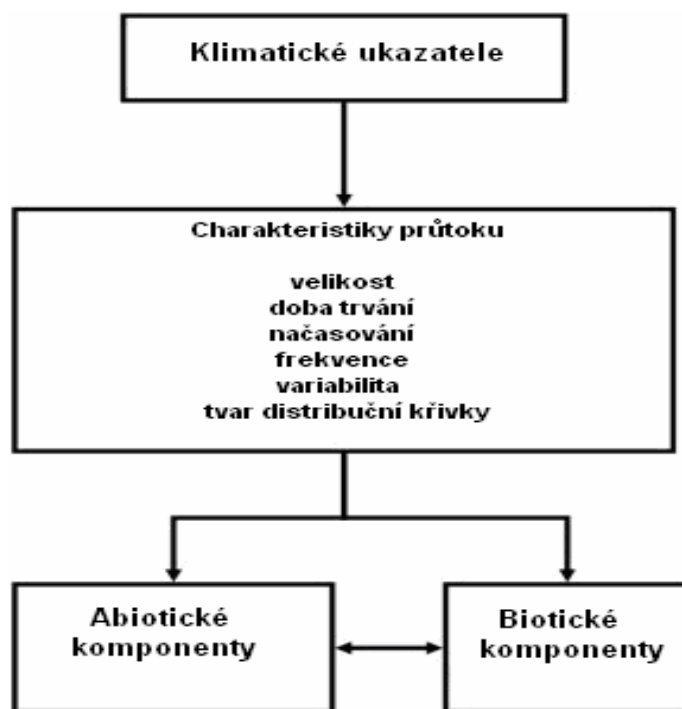 Klimatické ukazatele
Charakteristiky průtoku
velikost
doba trvání
načasování
frekvence
variabilita
tvar distribuční křivky
Abiotické
komponenty
Biotické
komponenty